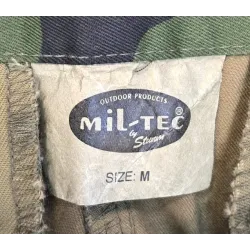 OUTDOOR PRODUCTS
MiL-TEC
by Sturm
SIZE: M